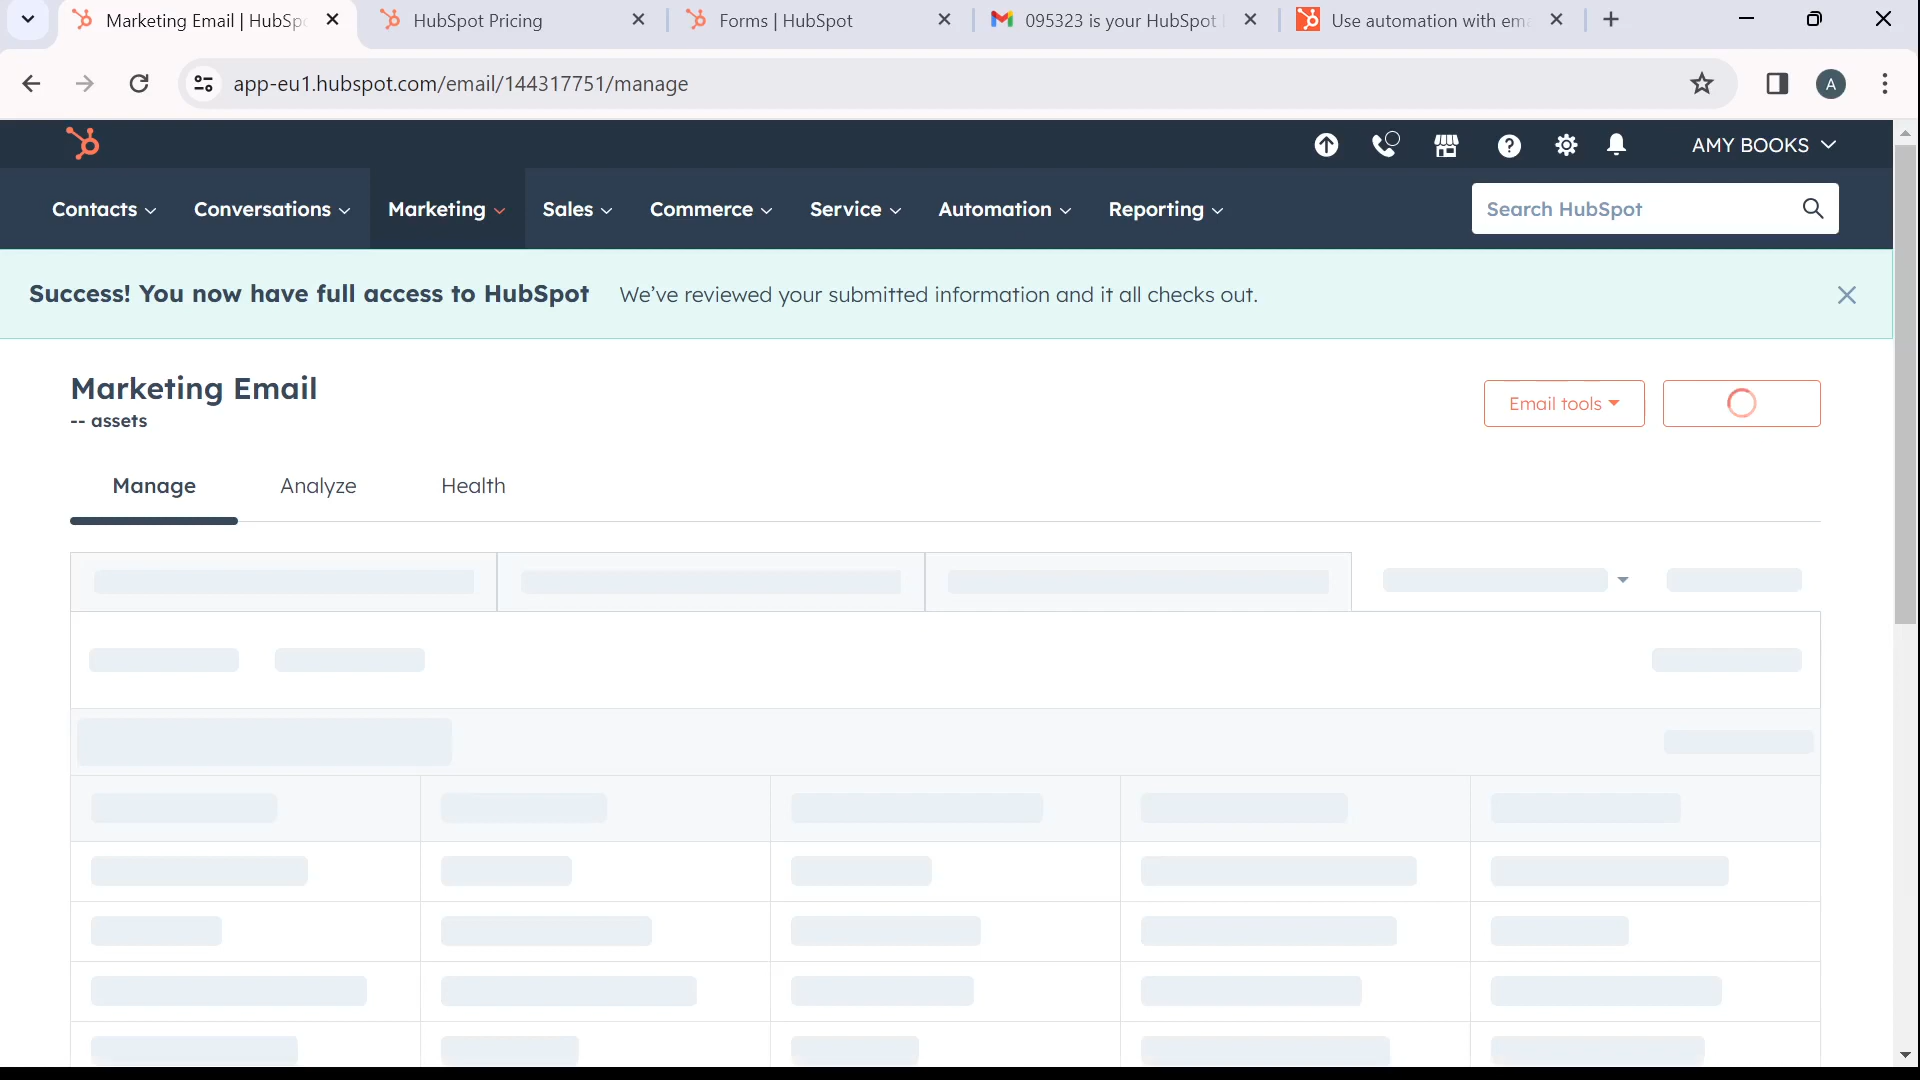 Marketing Email | HubSp
HubSpot Pricing
Forms | HubSpot
095323 is your HubSpot
Use automation with em
app-eu1.hubspot.com/email/144317751/manage
A
AMY BOOKS
Contacts
Conversations
Marketing
Sales
Commerce
Service
Automation
Reporting
Search HubSpot
Success! You now have full access to HubSpot
We've reviewed your submitted information and it all checks out.
Marketing Email
-- assets
Email tools
Manage
Analyze
Health